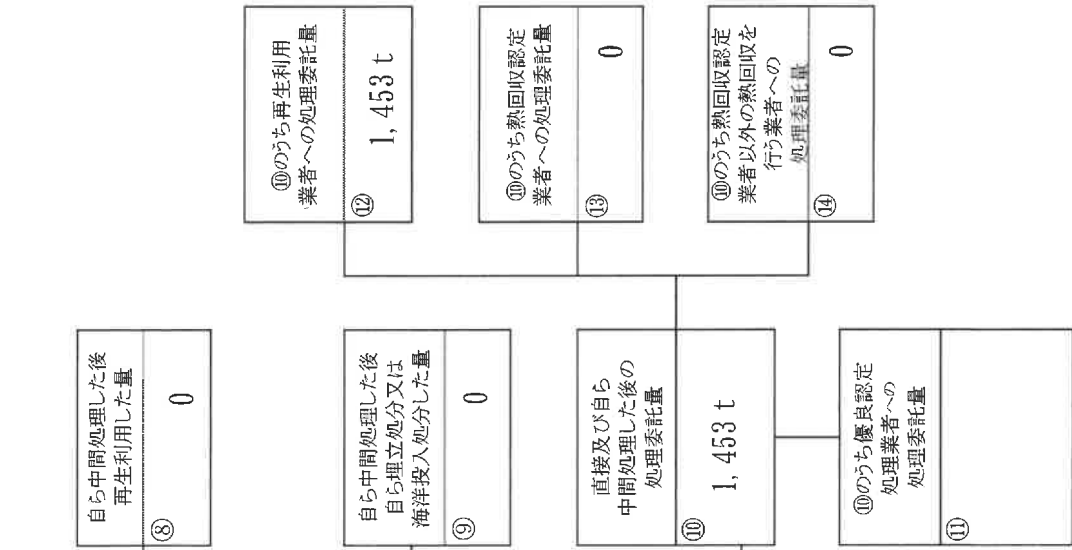 自ら中間処理した後
再生利用した量
⑧
0
自ら中間処理した後
自ら埋立処分又は
海洋投入処分した量
⑨
0
直接及び自ら
中間処理した後の
処理委託量
⑩
1,453 t
⑩のうち優良認定
処理業者への
処理委託量
⑪
⑩のうち再生利用
業者への処理委託量
⑫
1,453 t
⑩のうち熱回収認定
業者への処理委託量
⑬
0
⑩のうち熱回収認定
業者以外の熱回収を
行う業者への
処理委託量
⑭
0